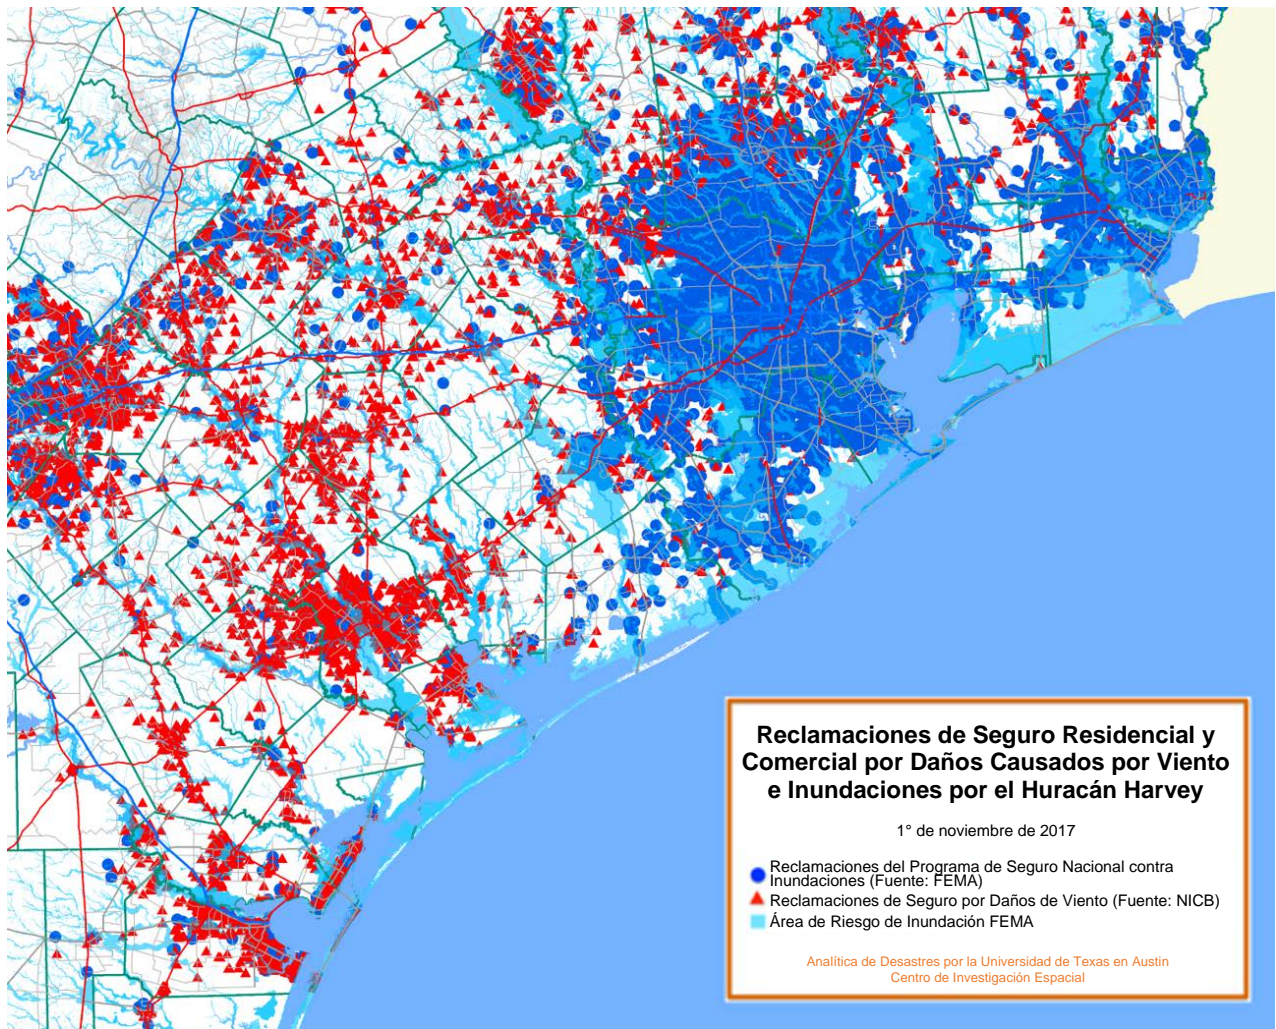 Reclamaciones de Seguro Residencial y
Comercial por Daños Causados por Viento
e Inundaciones por el Huracán Harvey
1° de noviembre de 2017
Reclamaciones del Programa de Seguro Nacional contra
Inundaciones (Fuente: FEMA)
Reclamaciones de Seguro por Daños de Viento (Fuente: NICB)
Área de Riesgo de Inundación FEMA
Analítica de Desastres por la Universidad de Texas en Austin
Centro de Investigación Espacial